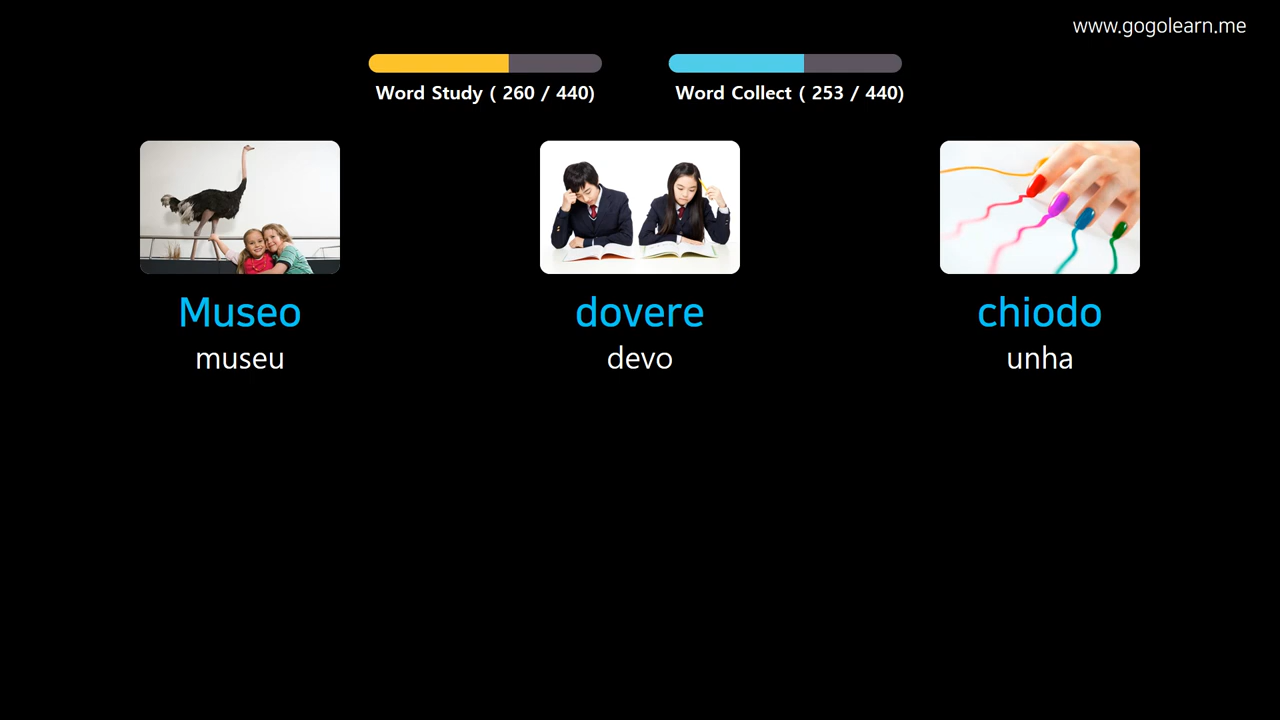 www.gogolearn.me
Word Study ( 260 / 440)
Word Collect ( 253 / 440)
Museo
museu
dovere
devo
chiodo
unha